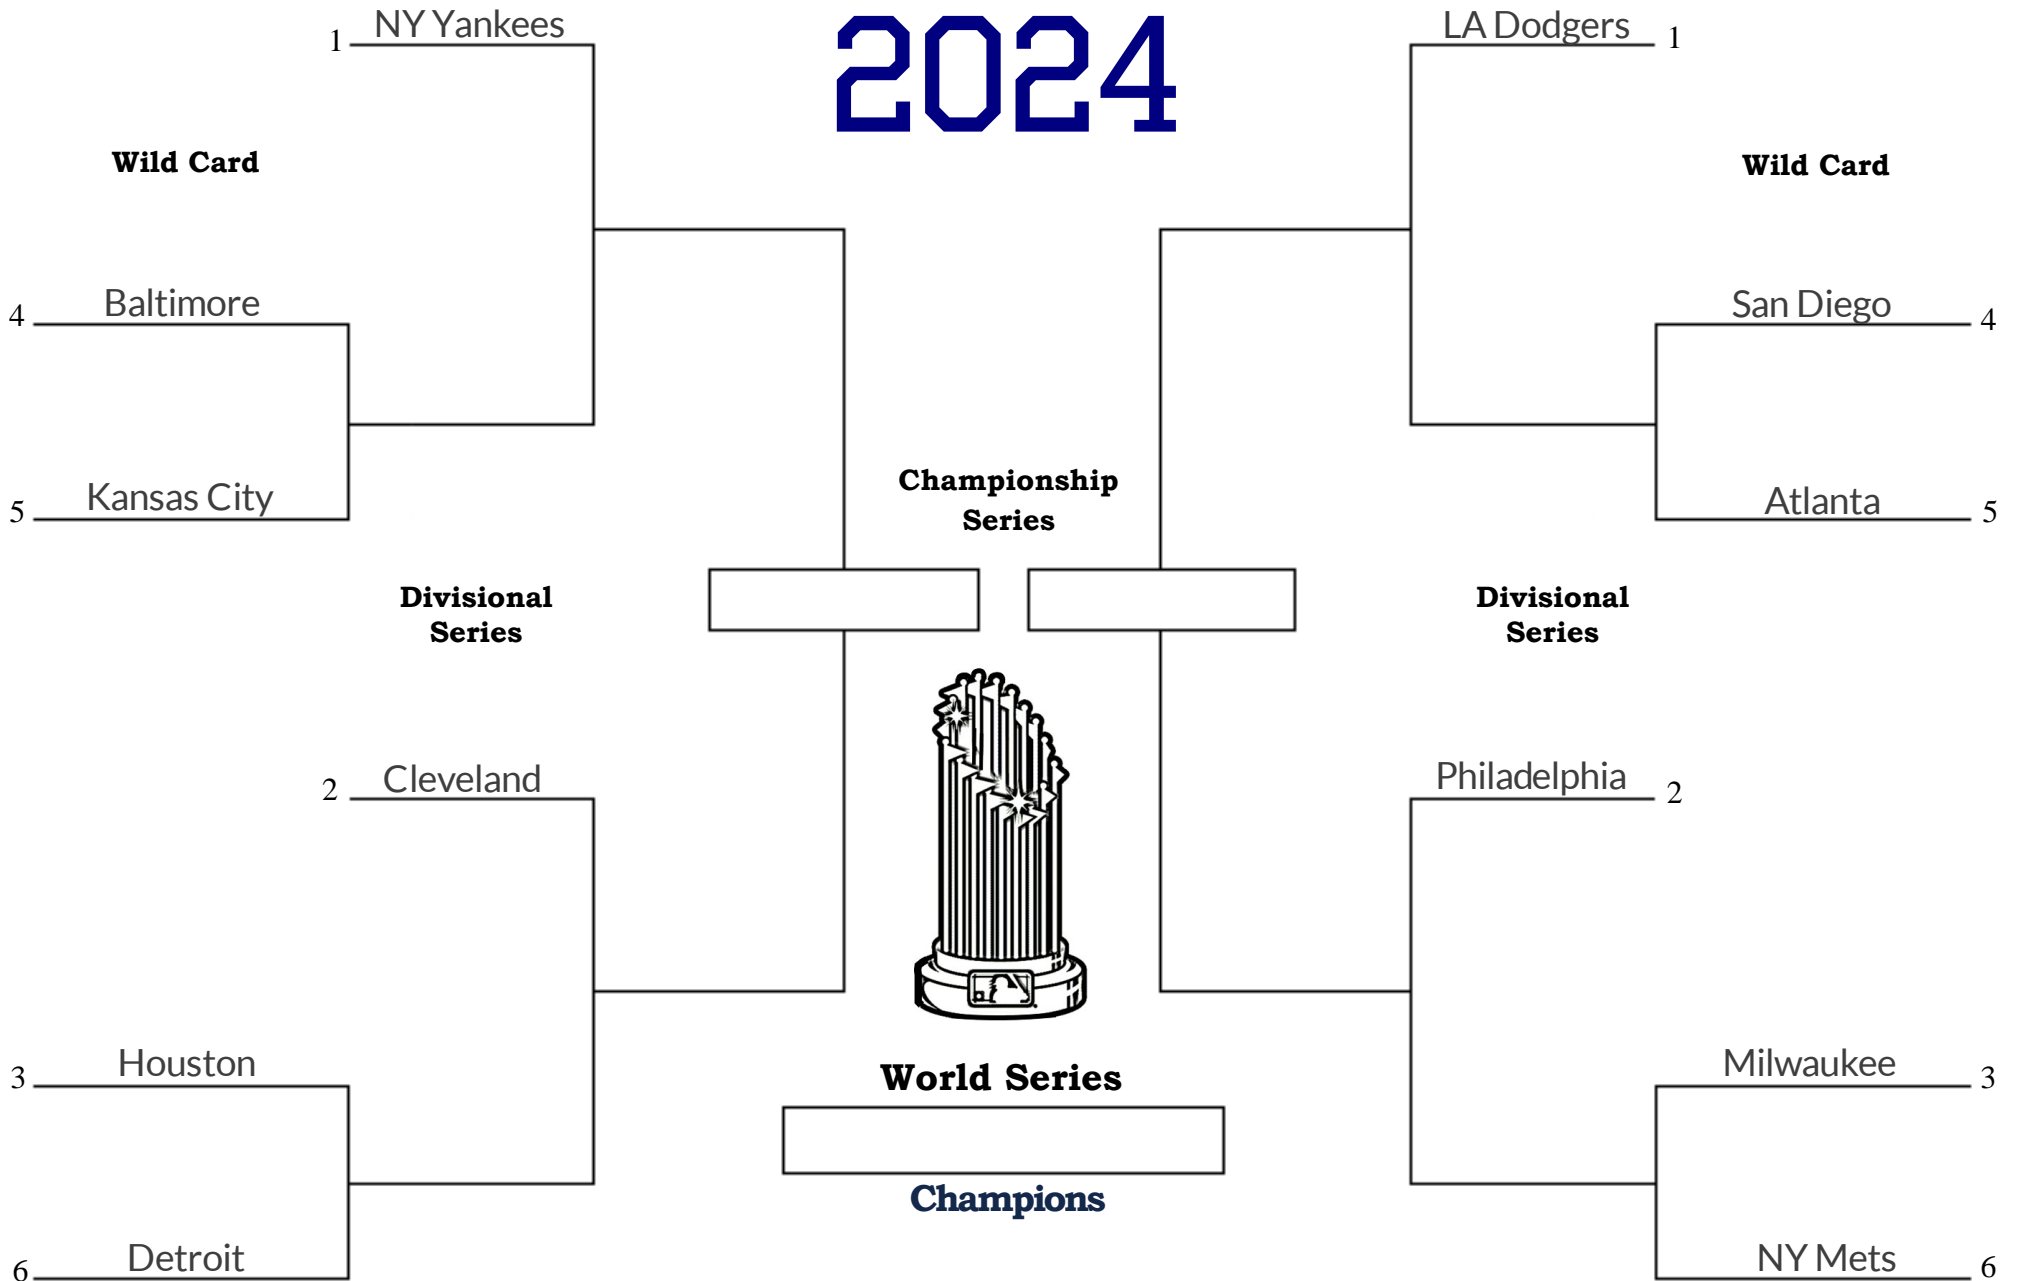 2024
1 NY Yankees
LA Dodgers 1
Wild Card
Wild Card
4 Baltimore
San Diego 4
5 Kansas City
Atlanta 5
Championship
Series
Divisional
Series
Divisional
Series
2 Cleveland
Philadelphia 2
3 Houston
Milwaukee 3
World Series
Champions
6 Detroit
NY Mets 6